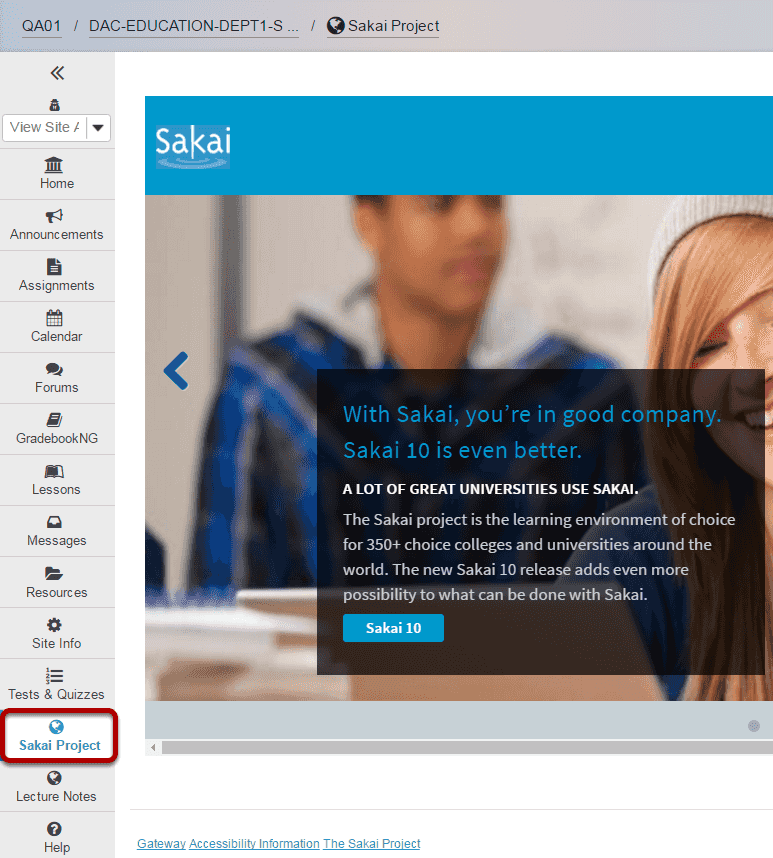 QA01 / DAC-EDUCATION-DEPT1-S ... / Sakai Project
View Site A
Home
Announcements
Assignments
Calendar
Forums
GradebookNG
Lessons
Messages
Resources
Site Info
Tests & Quizzes
Sakai Project
Lecture Notes
Help
Sakai
With Sakai, you’re in good company.
Sakai 10 is even better.
A LOT OF GREAT UNIVERSITIES USE SAKAI.
The Sakai project is the learning environment of choice
for 350+ choice colleges and universities around the
world. The new Sakai 10 release adds even more
possibility to what can be done with Sakai.
Sakai 10
Gateway Accessibility Information The Sakai Project